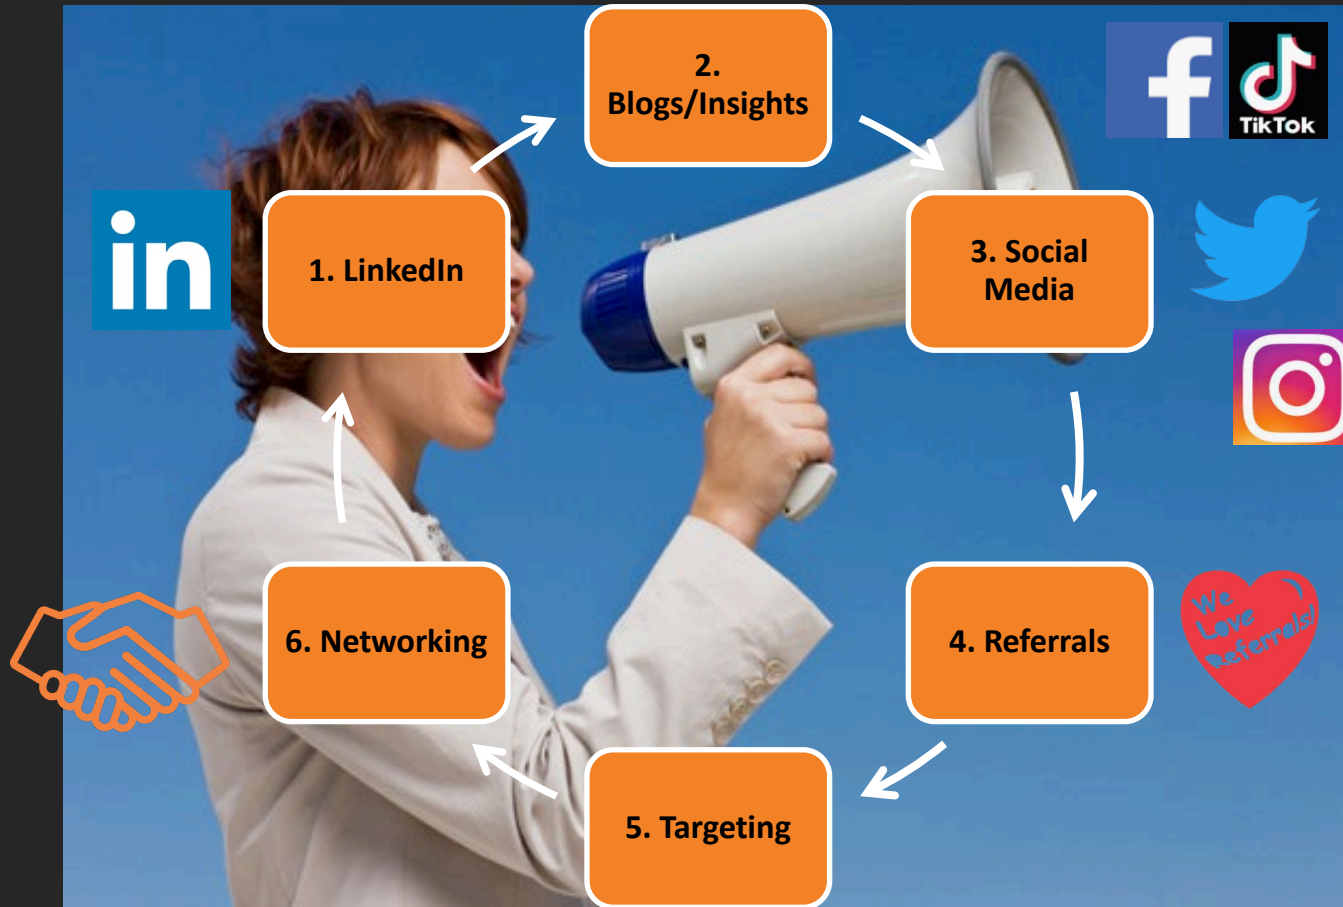 2.
Blogs/Insights
TikTok
in
1. LinkedIn
3. Social
Media
f
6. Networking
4. Referrals
We
Love
Referrals!
5. Targeting